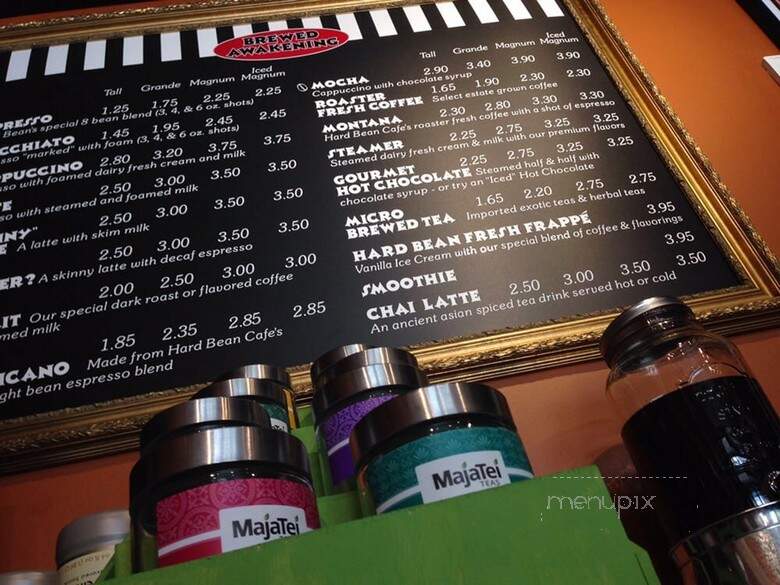 BREWED
AWAKENING
Tall Grande Magnum Iced Magnum
PRESSO 1.25 1.75 2.25 2.25
Bean's special 8 bean blend (3, 4, & 6 oz. shots)
CCHIATO 1.45 1.95 2.45 2.45
sso "marked" with foam (3, 4, & 6 oz. shots)
PUCCINO 2.80 3.20 3.75 3.75
sso with foamed dairy fresh cream and milk
TE 2.50 3.00 3.50 3.50
so with steamed and foamed milk
NNY" 2.50 3.00 3.50 3.50
E A latte with skim milk
2.50 3.00 3.50 3.50
ER? A skinny latte with decaf espresso
2.00 2.50 3.00 3.00
IT Our special dark roast or flavored coffee
med milk
1.85 2.35 2.85 2.85
ICANO Made from Hard Bean Cafe's
ght bean espresso blend
Tall Grande Magnum Iced Magnum
MOCHA 2.90 3.40 3.90 3.90
Cappuccino with chocolate syrup
ROASTER 1.65 1.90 2.30 2.30
FRESH COFFEE Select estate grown coffee
MONTANA 2.30 2.80 3.30 3.30
Hard Bean Cafe's roaster fresh coffee with a shot of espresso
STEAMER 2.25 2.75 3.25 3.25
Steamed dairy fresh cream & milk with our premium flavors
GOURMET 2.25 2.75 3.25 3.25
HOT CHOCOLATE Steamed half & half with
chocolate syrup - or try an "Iced" Hot Chocolate
MICRO 1.65 2.20 2.75 2.75
BREWED TEA Imported exotic teas & herbal teas
HARD BEAN FRESH FRAPPÉ 3.95
Vanilla Ice Cream with our special blend of coffee & flavorings
SMOOTHIE 3.95
CHAI LATTE 2.50 3.00 3.50 3.50
An ancient asian spiced tea drink served hot or cold
MajaTei
TEAS
MajaTei
menupix